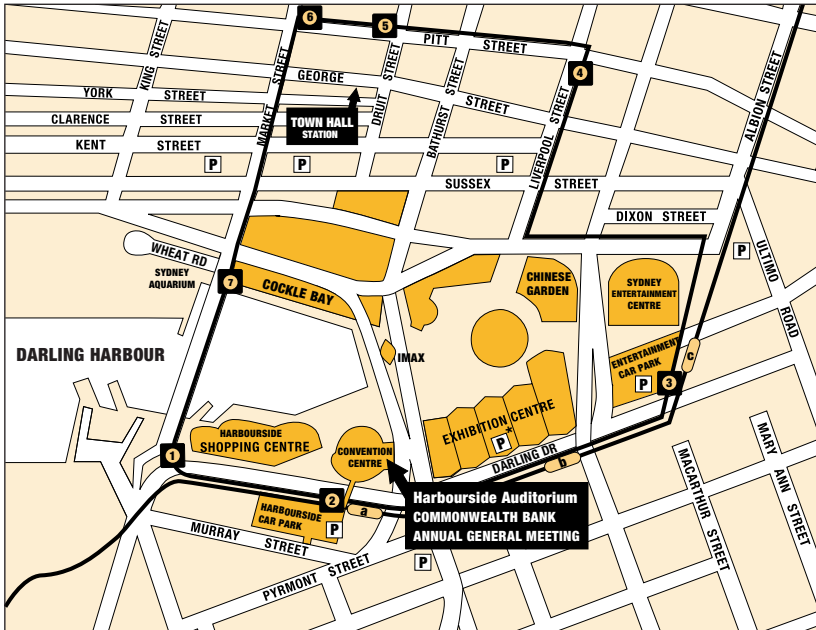 6
5
PITT STREET
KING STREET
MARKET STREET
GEORGE STREET
4
YORK STREET
DRUIT STREET
BATHURST STREET
LIVERPOOL STREET
ALBION STREET
CLARENCE STREET
TOWN HALL
STATION
KENT STREET
P
P
P
SUSSEX STREET
DIXON STREET
WHEAT RD
SYDNEY
AQUARIUM
7
COCKLE BAY
CHINESE
GARDEN
SYDNEY
ENTERTAINMENT
CENTRE
P
ULTIMO
ROAD
DARLING HARBOUR
IMAX
ENTERTAINMENT
CAR PARK
P
3
c
HARBOURSIDE
SHOPPING CENTRE
EXHIBITION CENTRE
*
P
1
CONVENTION
CENTRE
DARLING DR
b
MACARTHUR STREET
MARY ANN STREET
2
a
HARBOURSIDE
CAR PARK
P
Harbourside Auditorium
COMMONWEALTH BANK
ANNUAL GENERAL MEETING
MURRAY STREET
PYRMONT STREET
P